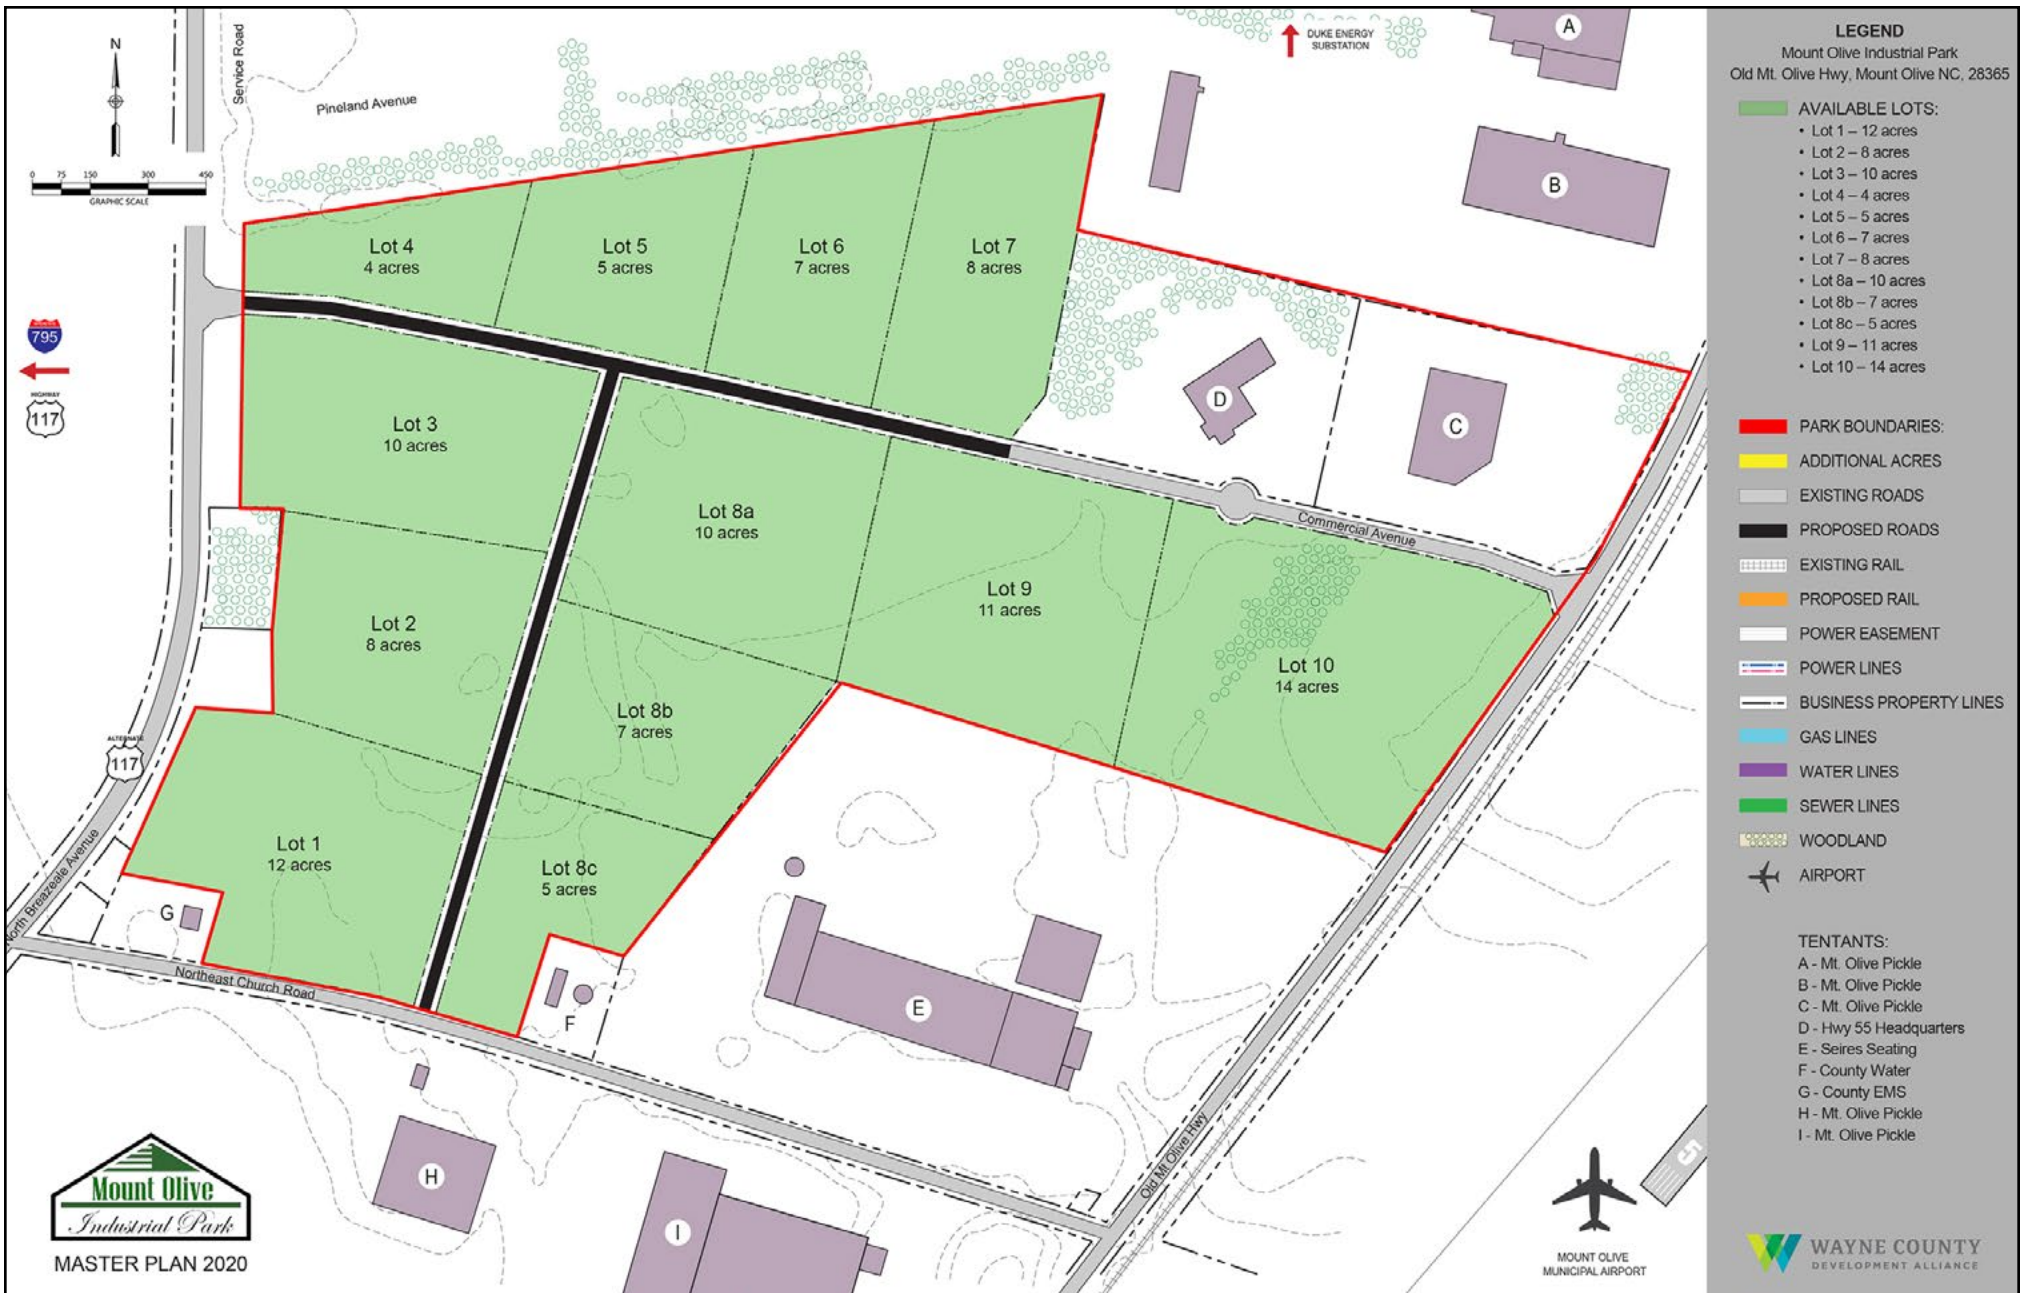 N
0 75 150 300 450
GRAPHIC SCALE
Service Road
Pineland Avenue
DUKE ENERGY
SUBSTATION
A
B
C
D
Lot 4
4 acres
Lot 5
5 acres
Lot 6
7 acres
Lot 7
8 acres
795
HIGHWAY
117
Lot 3
10 acres
Lot 8a
10 acres
Commercial Avenue
Lot 9
11 acres
Lot 2
8 acres
Lot 10
14 acres
Lot 8b
7 acres
ALTERNATE
117
Lot 1
12 acres
Lot 8c
5 acres
North Breazeale Avenue
G
Northeast Church Road
F
E
H
I
Old Mt Olive Hwy
5
Mount Olive
Industrial Park
MASTER PLAN 2020
MOUNT OLIVE
MUNICIPAL AIRPORT
LEGEND
Mount Olive Industrial Park
Old Mt. Olive Hwy, Mount Olive NC, 28365
AVAILABLE LOTS:
• Lot 1 – 12 acres
• Lot 2 – 8 acres
• Lot 3 – 10 acres
• Lot 4 – 4 acres
• Lot 5 – 5 acres
• Lot 6 – 7 acres
• Lot 7 – 8 acres
• Lot 8a – 10 acres
• Lot 8b – 7 acres
• Lot 8c – 5 acres
• Lot 9 – 11 acres
• Lot 10 – 14 acres
PARK BOUNDARIES:
ADDITIONAL ACRES
EXISTING ROADS
PROPOSED ROADS
EXISTING RAIL
PROPOSED RAIL
POWER EASEMENT
POWER LINES
BUSINESS PROPERTY LINES
GAS LINES
WATER LINES
SEWER LINES
WOODLAND
AIRPORT
TENTANTS:
A - Mt. Olive Pickle
B - Mt. Olive Pickle
C - Mt. Olive Pickle
D - Hwy 55 Headquarters
E - Seires Seating
F - County Water
G - County EMS
H - Mt. Olive Pickle
I - Mt. Olive Pickle
WAYNE COUNTY
DEVELOPMENT ALLIANCE